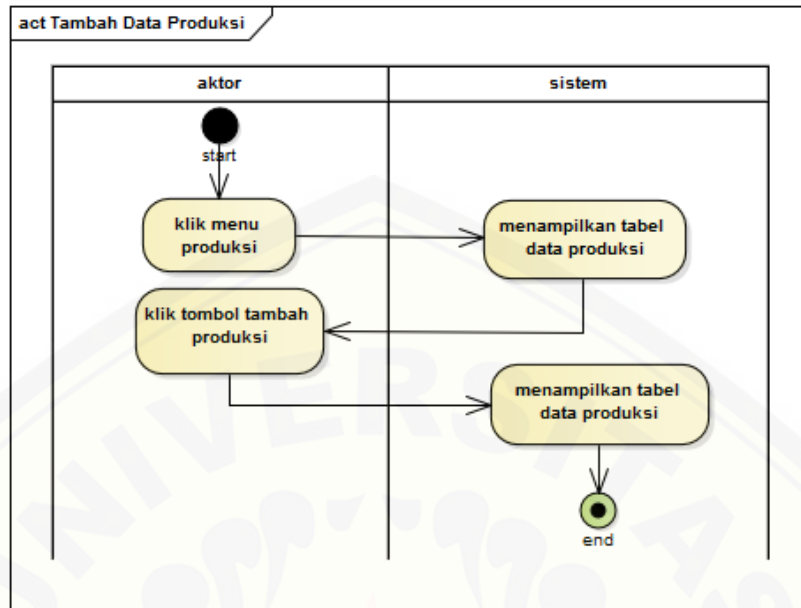 act Tambah Data Produksi
aktor
sistem
start
klik menu
produksi
menampilkan tabel
data produksi
klik tombol tambah
produksi
menampilkan tabel
data produksi
end
UNIVERSITAS